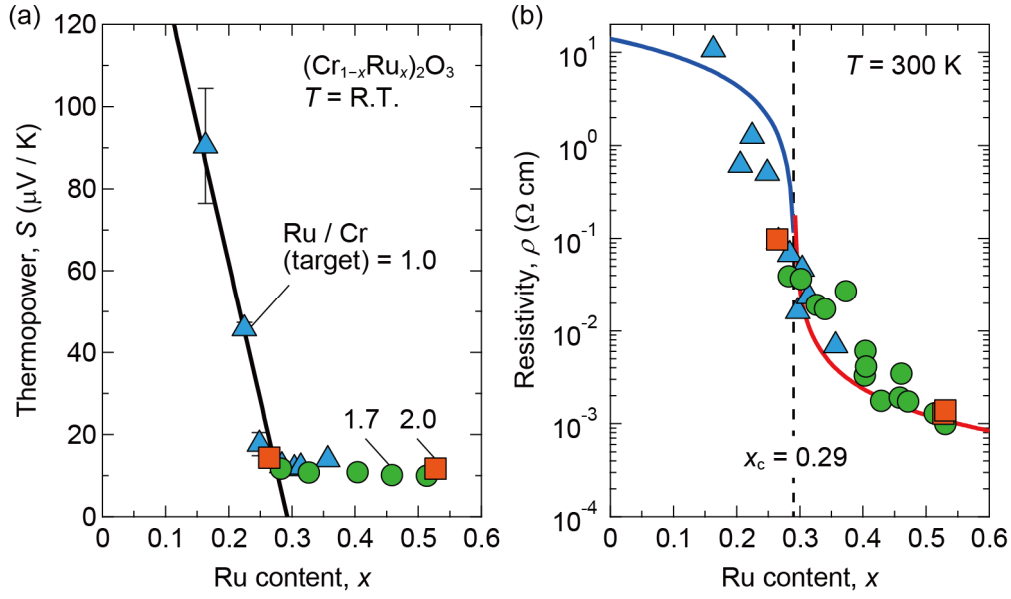 (a)
120
100
80
60
40
20
0
Thermopower, S (μV / K)
(Cr1−xRux)2O3
T = R.T.
Ru / Cr
(target) = 1.0
1.7
2.0
0 0.1 0.2 0.3 0.4 0.5 0.6
Ru content, x
(b)
10^1
10^0
10^−1
10^−2
10^−3
10^−4
Resistivity, ρ (Ω cm)
T = 300 K
xc = 0.29
0 0.1 0.2 0.3 0.4 0.5 0.6
Ru content, x